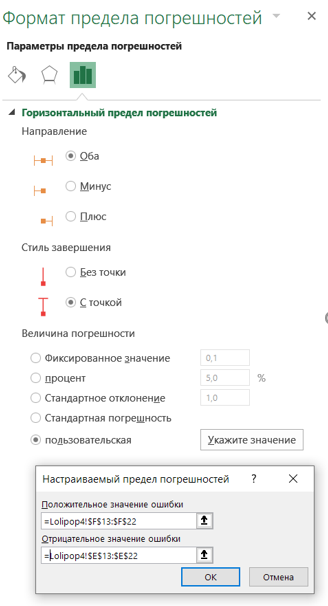 Формат предела погрешностей
Параметры предела погрешностей
Горизонтальный предел погрешностей
Направление
Оба
Минус
Плюс
Стиль завершения
Без точки
С точкой
Величина погрешности
Фиксированное значение 0,1
процент 5,0 %
Стандартное отклонение 1,0
Стандартная погрешность
пользовательская Укажите значение
Настраиваемый предел погрешностей ? ×
Положительное значение ошибки
=Lolipop4!$F$13:$F$22
Отрицательное значение ошибки
=Lolipop4!$E$13:$E$22
ОК Отмена